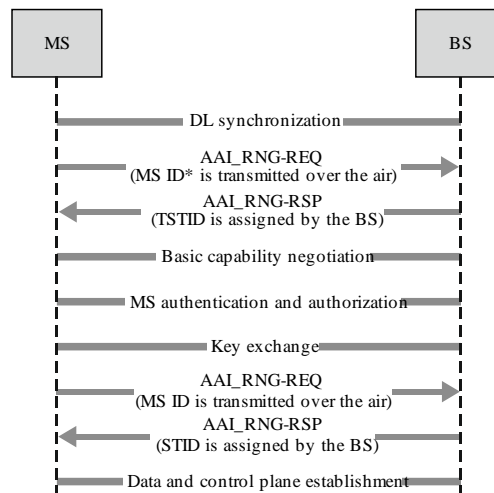 MS
BS
DL synchronization
AAI_RNG-REQ
(MS ID* is transmitted over the air)
AAI_RNG-RSP
(TSTID is assigned by the BS)
Basic capability negotiation
MS authentication and authorization
Key exchange
AAI_RNG-REQ
(MS ID is transmitted over the air)
AAI_RNG-RSP
(STID is assigned by the BS)
Data and control plane establishment